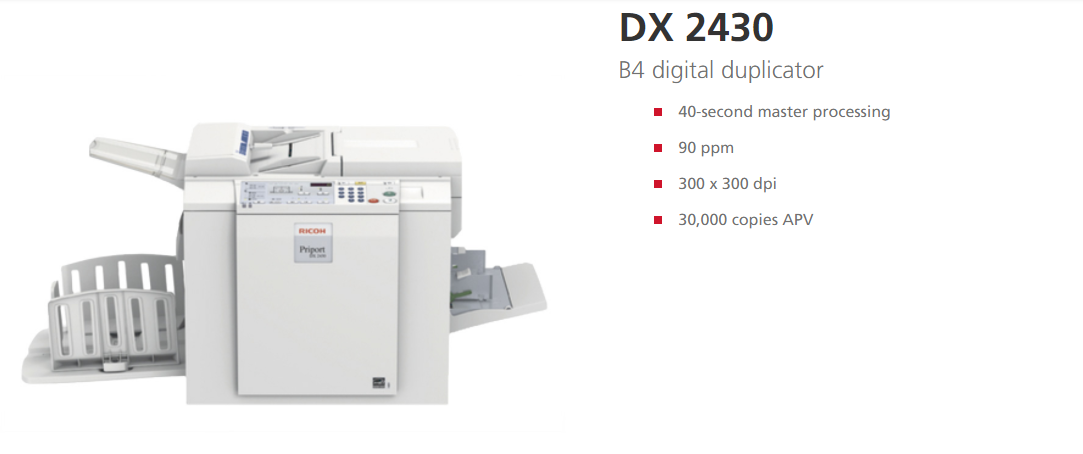 DX 2430
B4 digital duplicator
40-second master processing
90 ppm
300 x 300 dpi
30,000 copies APV
RICOH
Priport